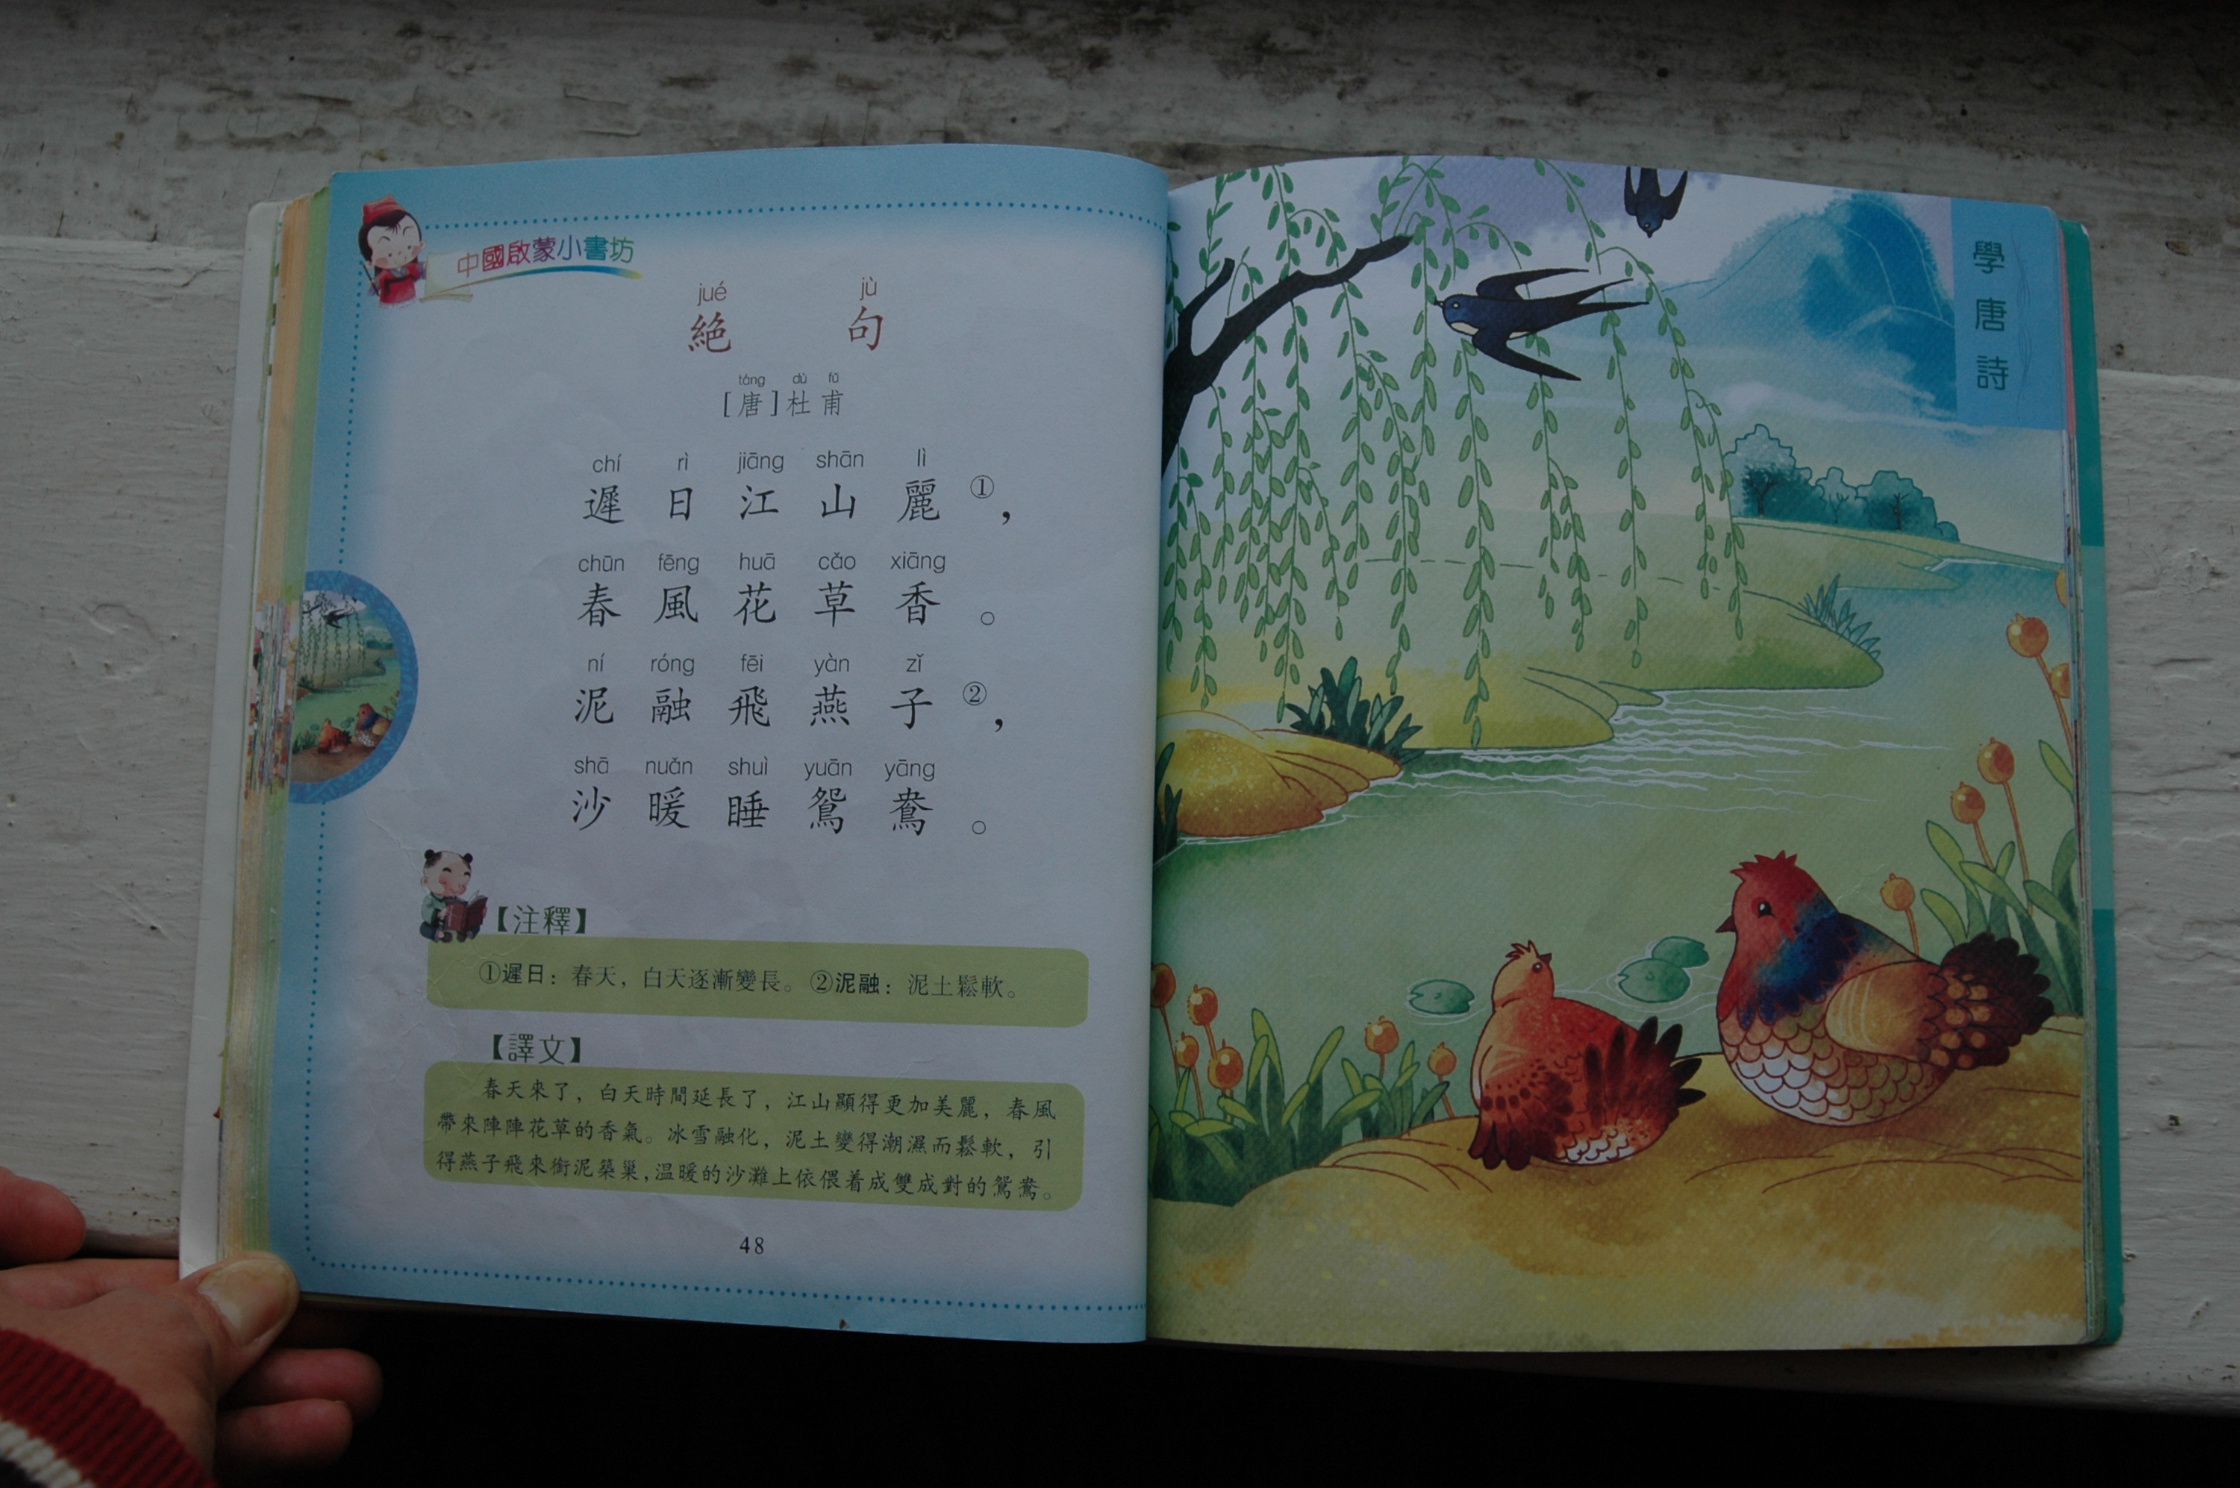 中國啟蒙小書坊
jué jù
絕 句
táng dù fǔ
[唐]杜甫
chí rì jiāng shān lì
遲日江山麗①，
chūn fēng huā cǎo xiāng
春風花草香。
ní róng fēi yàn zǐ
泥融飛燕子②，
shā nuǎn shuì yuān yāng
沙暖睡鴛鴦。
【注釋】
①遲日：春天，白天逐漸變長。②泥融：泥土鬆軟。
【譯文】
春天來了，白天時間延長了，江山顯得更加美麗，春風
帶來陣陣花草的香氣。冰雪融化，泥土變得潮濕而鬆軟，引
得燕子飛來銜泥築巢，温暖的沙灘上依偎着成雙成對的鴛鴦。
48
學唐詩